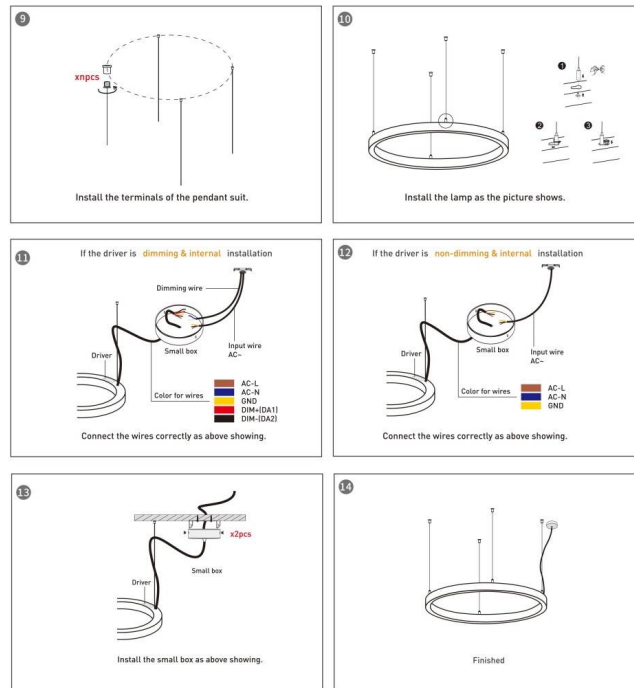 9
xnpcs
Install the terminals of the pendant suit.
10
1
2
3
Install the lamp as the picture shows.
11
If the driver is dimming & internal installation
Dimming wire
Small box
Input wire
AC~
Driver
Color for wires
AC-L
AC-N
GND
DIM+(DA1)
DIM-(DA2)
Connect the wires correctly as above showing.
12
If the driver is non-dimming & internal installation
Small box
Input wire
AC~
Driver
Color for wires
AC-L
AC-N
GND
Connect the wires correctly as above showing.
13
x2pcs
Small box
Driver
Install the small box as above showing.
14
Finished